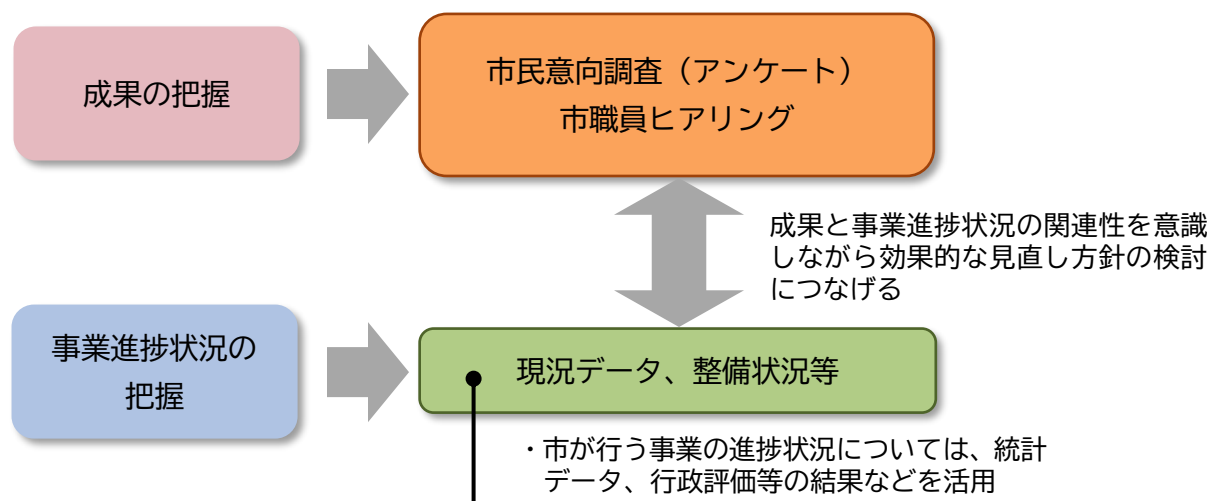 成果の把握
市民意向調査（アンケート）
市職員ヒアリング
成果と事業進捗状況の関連性を意識
しながら効果的な見直し方針の検討
につなげる
事業進捗状況の
把握
現況データ、整備状況等
・市が行う事業の進捗状況については、統計
データ、行政評価等の結果などを活用